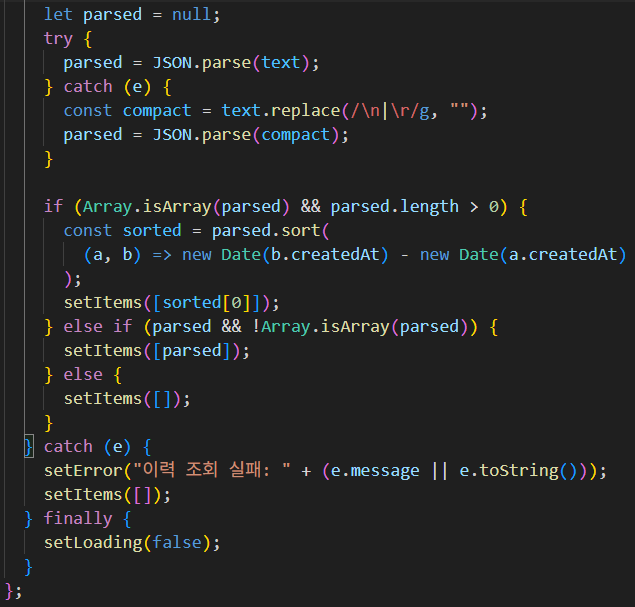 let parsed = null;
try {
parsed = JSON.parse(text);
} catch (e) {
const compact = text.replace(/\n|\r/g, "");
parsed = JSON.parse(compact);
}
if (Array.isArray(parsed) && parsed.length > 0) {
const sorted = parsed.sort(
(a, b) => new Date(b.createdAt) - new Date(a.createdAt)
);
setItems([sorted[0]]);
} else if (parsed && !Array.isArray(parsed)) {
setItems([parsed]);
} else {
setItems([]);
}
} catch (e) {
setError("이력 조회 실패: " + (e.message || e.toString()));
setItems([]);
} finally {
setLoading(false);
}
};